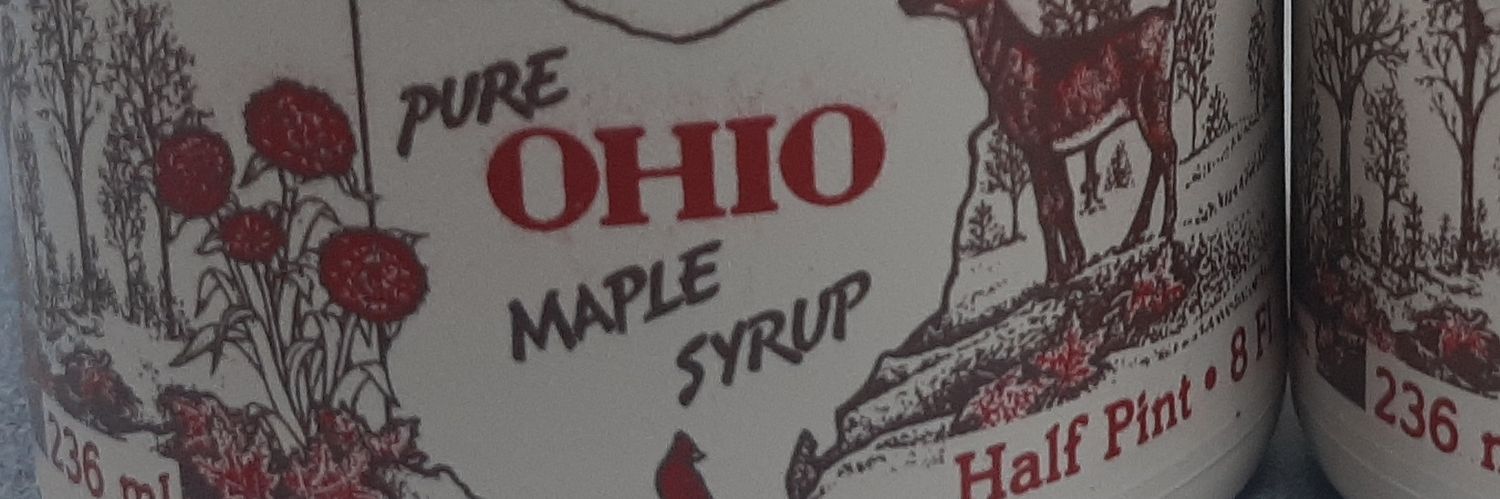 PURE
OHIO
MAPLE
SYRUP
Half Pint • 8 Fl
236 ml
236